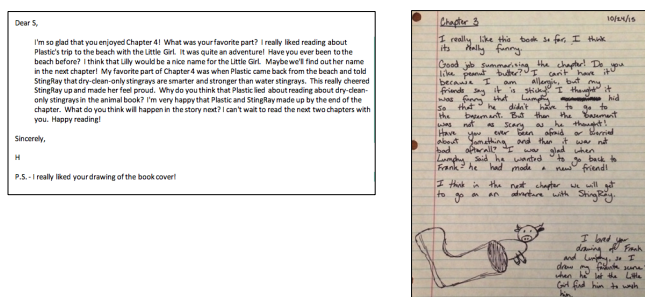 Dear S,
I'm so glad that you enjoyed Chapter 4! What was your favorite part? I really liked reading about
Plastic's trip to the beach with the Little Girl. It was quite an adventure! Have you ever been to the
beach before? I think that Lilly would be a nice name for the Little Girl. Maybe we'll find out her name
in the next chapter! My favorite part of Chapter 4 was when Plastic came back from the beach and told
StingRay that dry-clean-only stingrays are smarter and stronger than water stingrays. This really cheered
StingRay up and made her feel proud. Why do you think that Plastic lied about reading about dry-clean-
only stingrays in the animal book? I'm very happy that Plastic and StingRay made up by the end of the
chapter. What do you think will happen in the story next? I can't wait to read the next two chapters with
you. Happy reading!
Sincerely,
H
P.S. - I really liked your drawing of the book cover!
Chapter 3 10/24/15
I really like this book so far, I think
its really funny.
Good job summarising the chapter! Do you
like peanut butter? I can't have it
because I am allergic, but my
friends say it is sticky. I thought it
was funny that Lumphy hid
so that he didn't have to go to
the basement. But then the basement
was not as scary as he thought!
Have you ever been afraid or worried
about something and then it was not
bad afterall? I was glad when
Lumphy said he wanted to go back to
Frank - he had made a new friend!
I think in the next chapter we will get
to go on an adventure with StingRay.
I loved your
drawing of Frank
and Lumphy, so I
drew my favorite scene
when he let the Little
Girl find him to wash
him